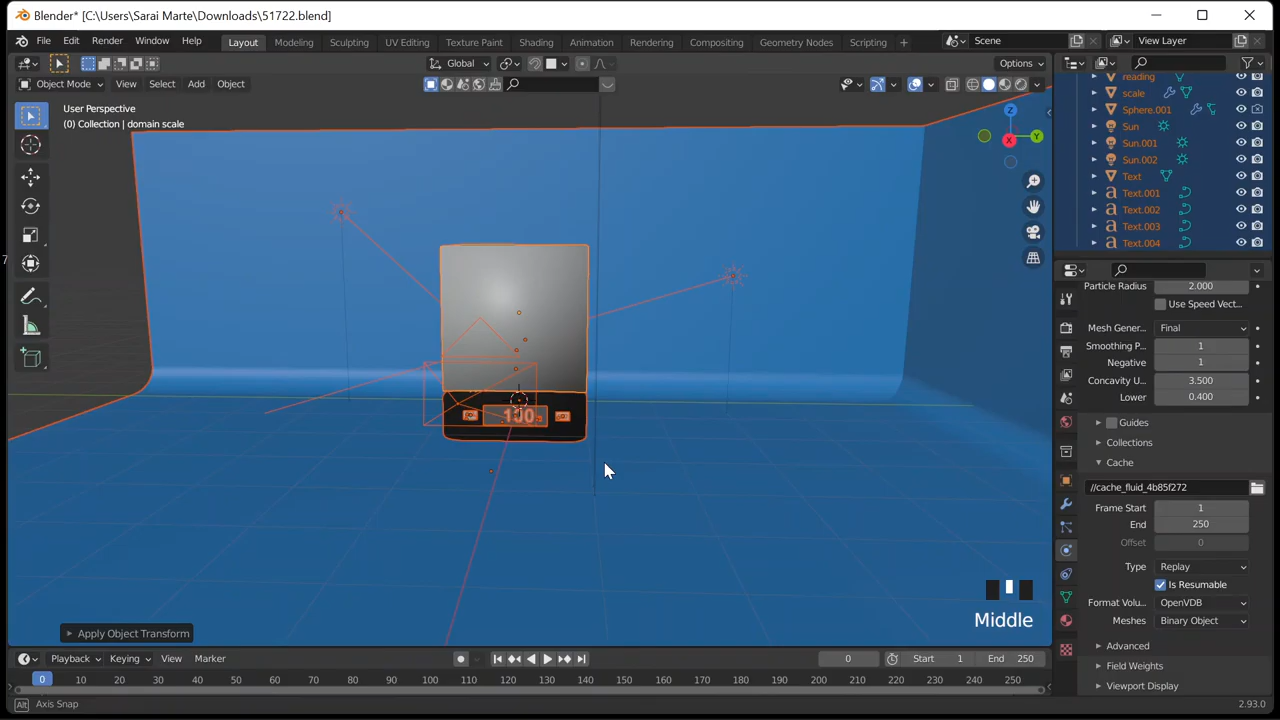 Blender* [C:\Users\Sarai Marte\Downloads\51722.blend]
File Edit Render Window Help Layout Modeling Sculpting UV Editing Texture Paint Shading Animation Rendering Compositing Geometry Nodes Scripting Scene View Layer
Global Options
Object Mode View Select Add Object
User Perspective
(0) Collection | domain scale
Z
Y
X
100
7
Middle
Apply Object Transform
reading
scale
Sphere.001
Sun
Sun.001
Sun.002
Text
Text.001
Text.002
Text.003
Text.004
Particle Radius 2.000
Use Speed Vect...
Mesh Gener... Final
Smoothing P... 1
Negative 1
Concavity U... 3.500
Lower 0.400
Guides
Collections
Cache
//cache_fluid_4b85f272
Frame Start 1
End 250
Offset 0
Type Replay
Is Resumable
Format Volu... OpenVDB
Meshes Binary Object
Advanced
Field Weights
Viewport Display
Playback Keying View Marker 0 Start 1 End 250
0 10 20 30 40 50 60 70 80 90 100 110 120 130 140 150 160 170 180 190 200 210 220 230 240 250
Alt Axis Snap 2.93.0